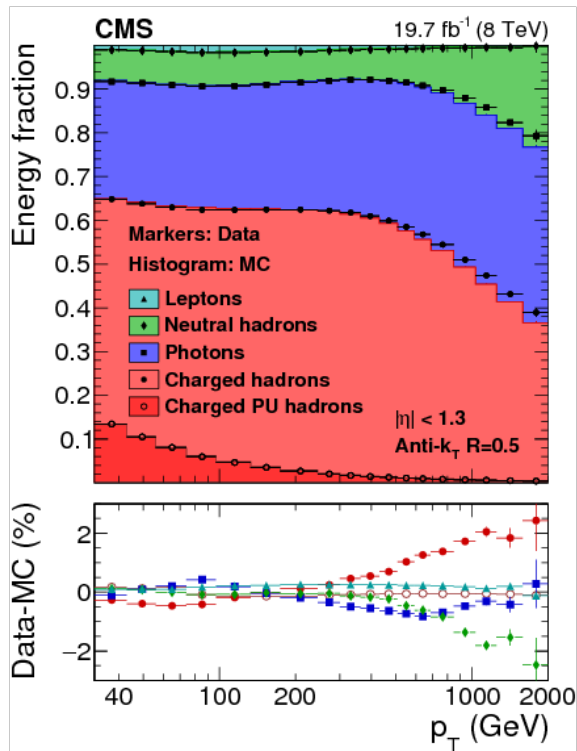 CMS 19.7 fb⁻¹ (8 TeV)
Energy fraction
0.9
0.8
0.7
0.6
0.5
0.4
0.3
0.2
0.1
Markers: Data
Histogram: MC
Leptons
Neutral hadrons
Photons
Charged hadrons
Charged PU hadrons
|η| < 1.3
Anti-k_T R=0.5
Data-MC (%)
2
0
−2
40 100 200 1000 2000
p_T (GeV)